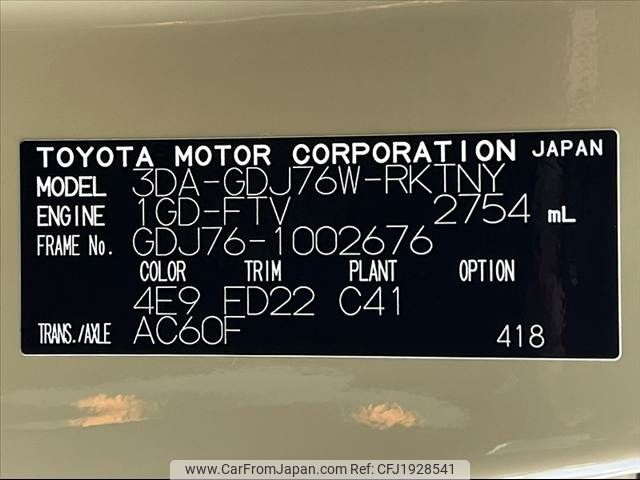 TOYOTA MOTOR CORPORATION JAPAN
MODEL 3DA-GDJ76W-RKTNY
ENGINE 1GD-FTV 2754 mL
FRAME No. GDJ76-1002676
COLOR TRIM PLANT OPTION
4E9 FD22 C41
TRANS./AXLE AC60F 418
www.CarFromJapan.com - CFJ1928541